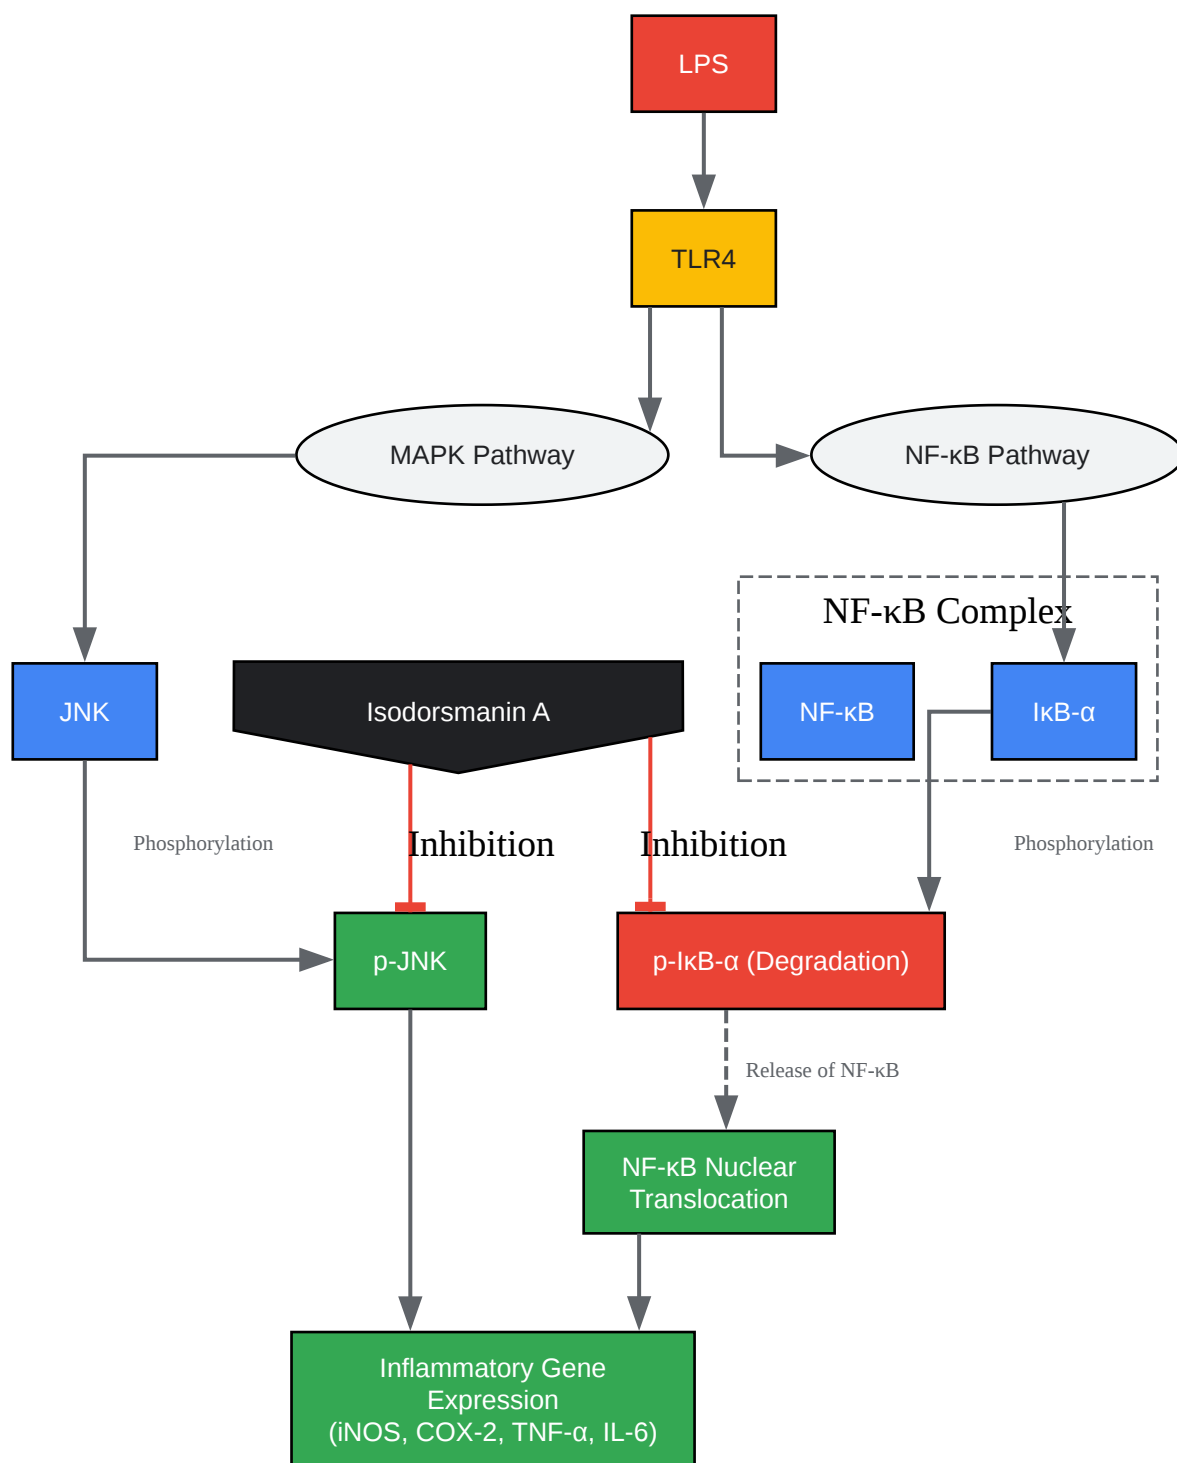 LPS
TLR4
MAPK Pathway
NF-κB Pathway
NF-κB Complex
JNK
Isodorsmanin A
NF-κB
IκB-α
Phosphorylation
Inhibition
Inhibition
Phosphorylation
p-JNK
p-IκB-α (Degradation)
Release of NF-κB
NF-κB Nuclear
Translocation
Inflammatory Gene
Expression
(iNOS, COX-2, TNF-α, IL-6)